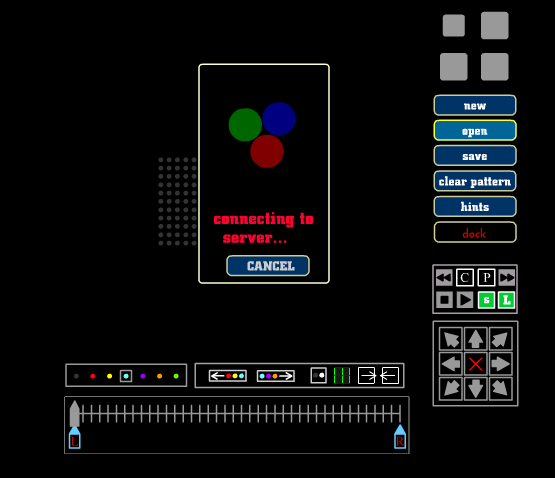 new
open
save
clear pattern
hints
dock
connecting to
server...
CANCEL
C P
s L
L R